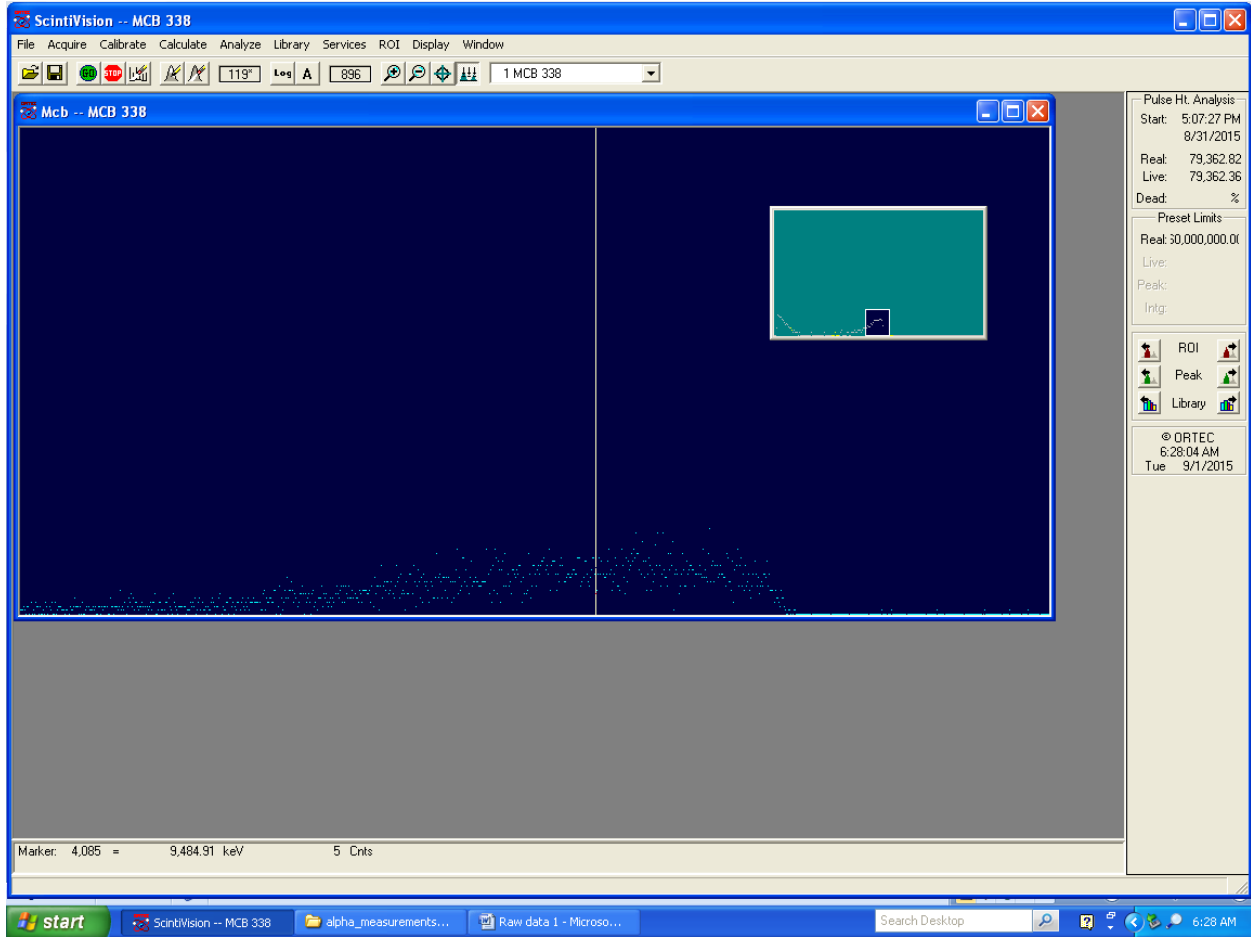 ScintiVision -- MCB 338
File Acquire Calibrate Calculate Analyze Library Services ROI Display Window
GO STOP 119" Log A 896 1 MCB 338
Mcb -- MCB 338
Pulse Ht. Analysis
Start: 5:07:27 PM
8/31/2015
Real: 79,362.82
Live: 79,362.36
Dead: %
Preset Limits
Real: 50,000,000.00
Live:
Peak:
Intg:
ROI
Peak
Library
© ORTEC
6:28:04 AM
Tue 9/1/2015
Marker: 4,085 = 9,484.91 keV 5 Cnts
start ScintiVision -- MCB 338 alpha_measurements... Raw data 1 - Microso... Search Desktop 6:28 AM